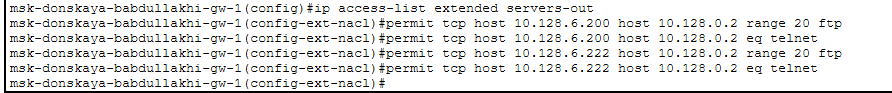 msk-donskaya-babdullakhi-gw-1(config)#ip access-list extended servers-out
msk-donskaya-babdullakhi-gw-1(config-ext-nacl)#permit tcp host 10.128.6.200 host 10.128.0.2 range 20 ftp
msk-donskaya-babdullakhi-gw-1(config-ext-nacl)#permit tcp host 10.128.6.200 host 10.128.0.2 eq telnet
msk-donskaya-babdullakhi-gw-1(config-ext-nacl)#permit tcp host 10.128.6.222 host 10.128.0.2 range 20 ftp
msk-donskaya-babdullakhi-gw-1(config-ext-nacl)#permit tcp host 10.128.6.222 host 10.128.0.2 eq telnet
msk-donskaya-babdullakhi-gw-1(config-ext-nacl)#